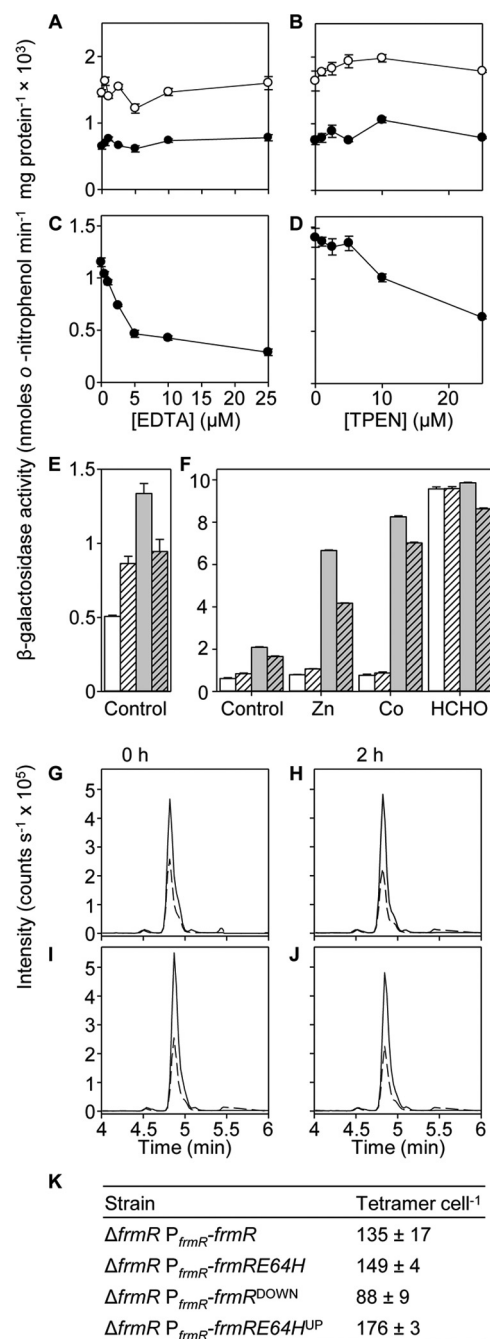 A
B
mg protein⁻¹ × 10³
2
1
0
C
D
1.5
1
0.5
0
0 5 10 15 20 25
0 10 20
[EDTA] (µM)
[TPEN] (µM)
β-galactosidase activity (nmoles o -nitrophenol min⁻¹
E
F
1.5
1
0.5
0
10
8
6
4
2
0
Control
Control Zn Co HCHO
0 h
2 h
G
H
Intensity (counts s⁻¹ x 10⁵)
5
4
3
2
1
0
I
J
5
4
3
2
1
0
4 4.5 5 5.5 6
4 4.5 5 5.5 6
Time (min)
Time (min)
K
Strain Tetramer cell⁻¹
ΔfrmR PfrmR-frmR 135 ± 17
ΔfrmR PfrmR-frmRE64H 149 ± 4
ΔfrmR PfrmR-frmRᴰᴼᵂᴺ 88 ± 9
ΔfrmR PfrmR-frmRE64Hᵁᴾ 176 ± 3